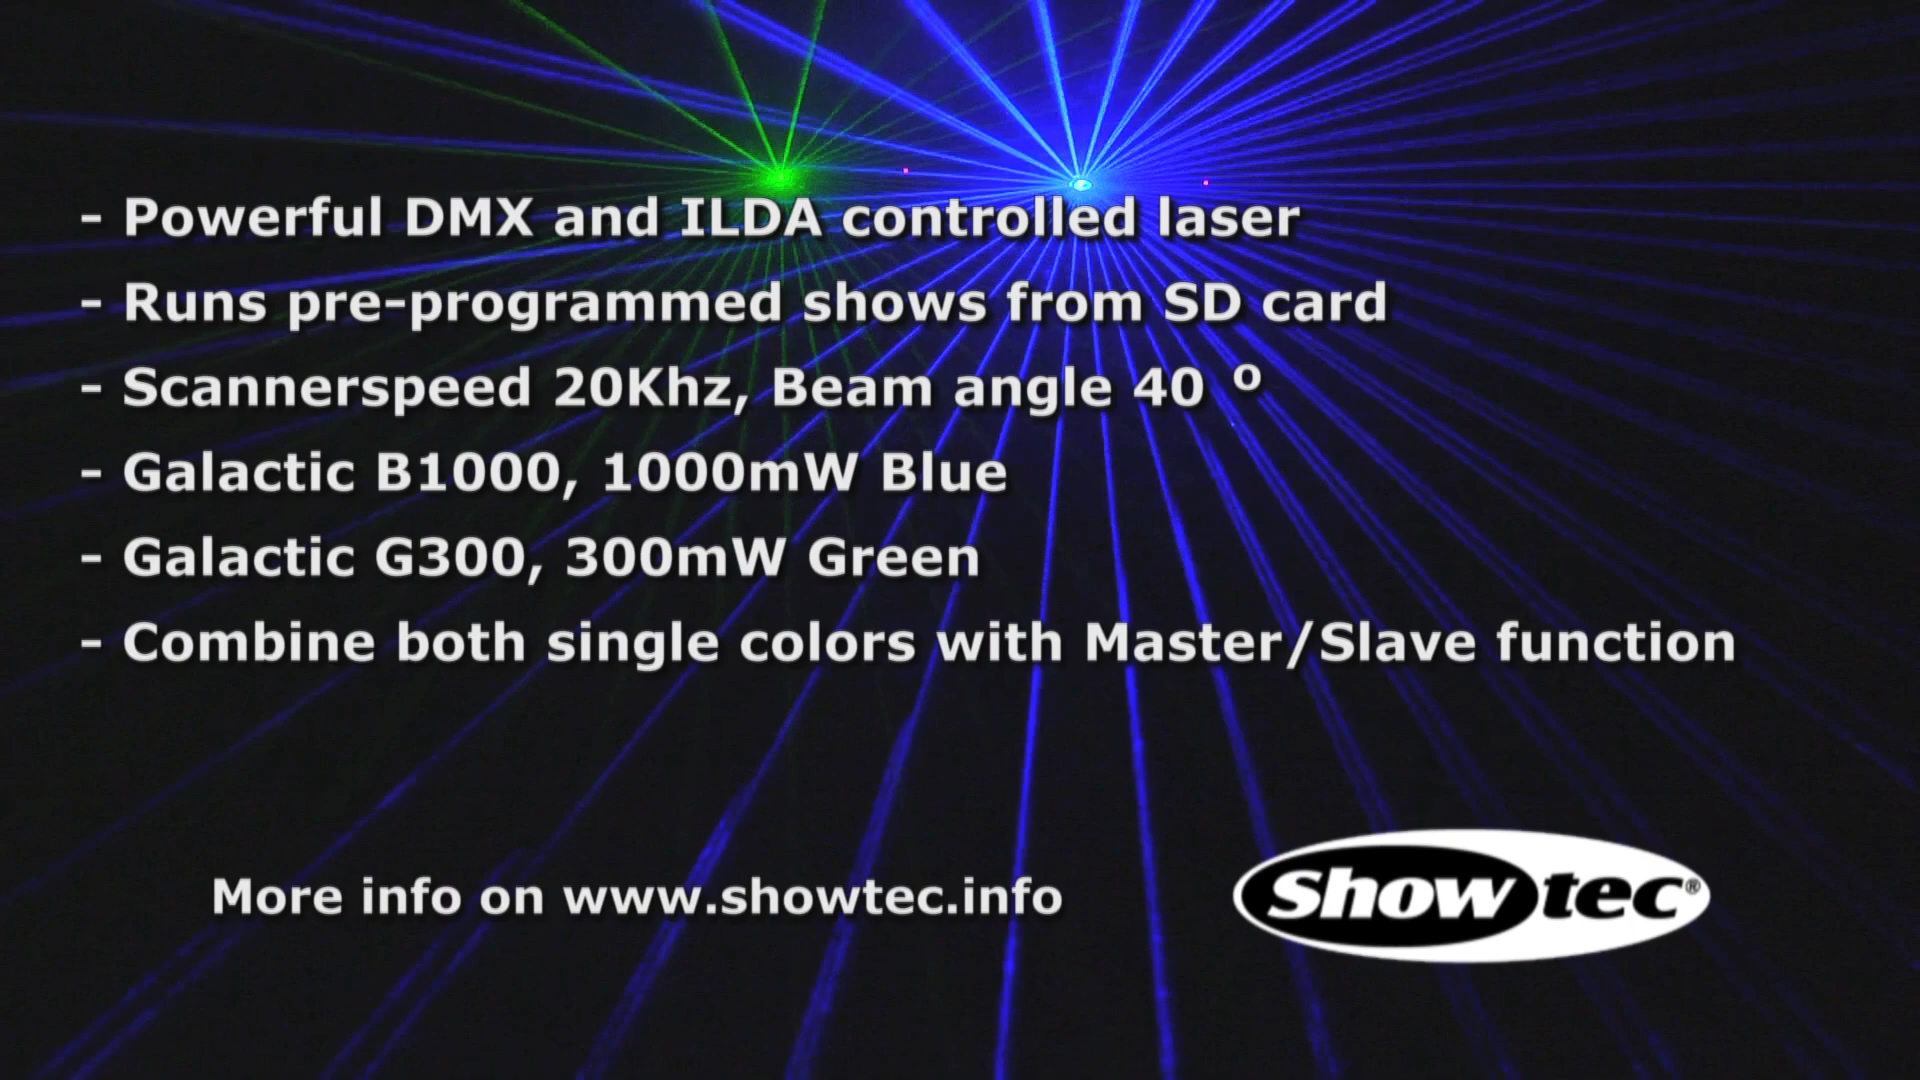 - Powerful DMX and ILDA controlled laser
- Runs pre-programmed shows from SD card
- Scannerspeed 20Khz, Beam angle 40 º
- Galactic B1000, 1000mW Blue
- Galactic G300, 300mW Green
- Combine both single colors with Master/Slave function
More info on www.showtec.info
Showtec®